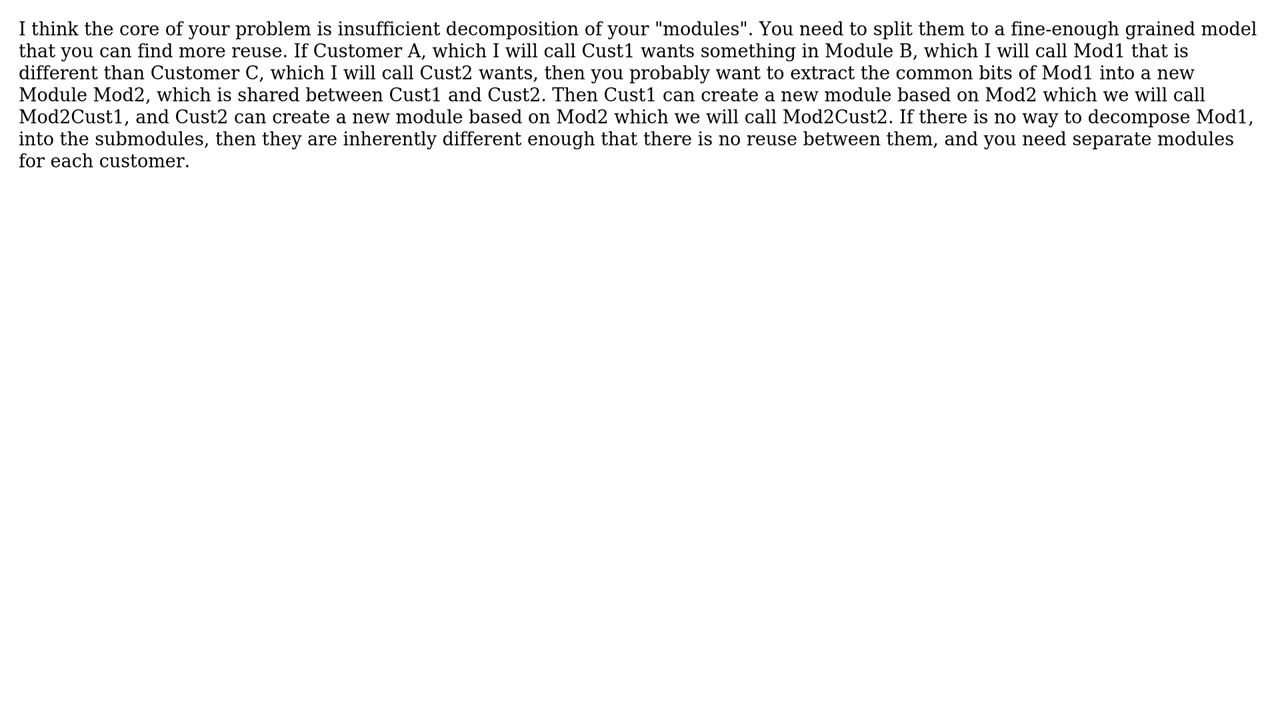 I think the core of your problem is insufficient decomposition of your "modules". You need to split them to a fine-enough grained model
that you can find more reuse. If Customer A, which I will call Cust1 wants something in Module B, which I will call Mod1 that is
different than Customer C, which I will call Cust2 wants, then you probably want to extract the common bits of Mod1 into a new
Module Mod2, which is shared between Cust1 and Cust2. Then Cust1 can create a new module based on Mod2 which we will call
Mod2Cust1, and Cust2 can create a new module based on Mod2 which we will call Mod2Cust2. If there is no way to decompose Mod1,
into the submodules, then they are inherently different enough that there is no reuse between them, and you need separate modules
for each customer.